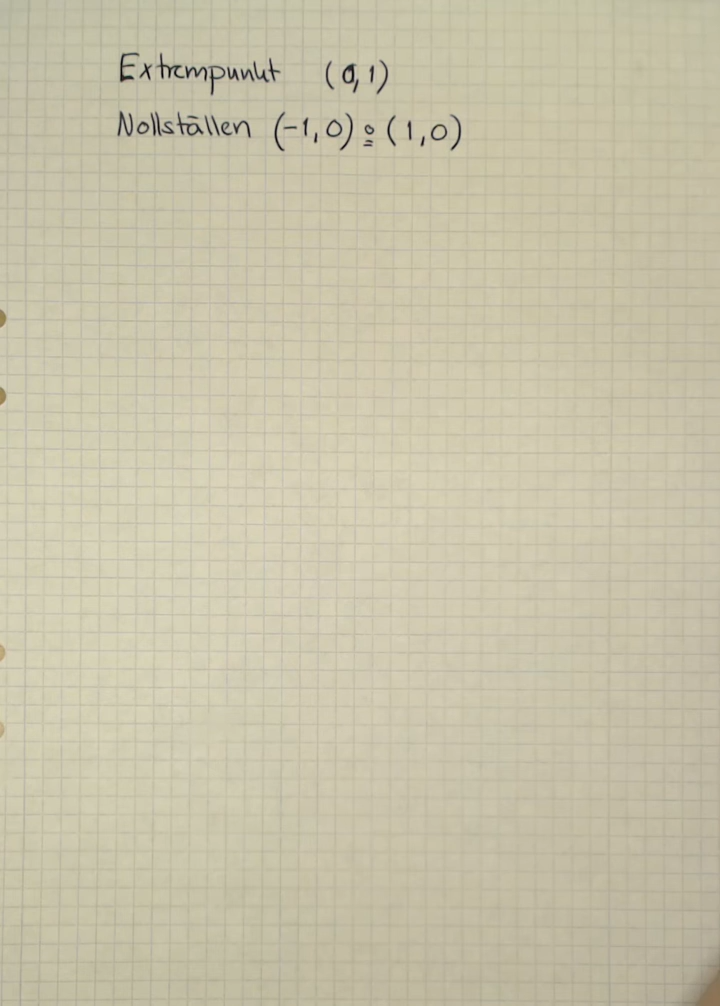 Extrempunkt (0,1)
Nollställen (-1,0) & (1,0)